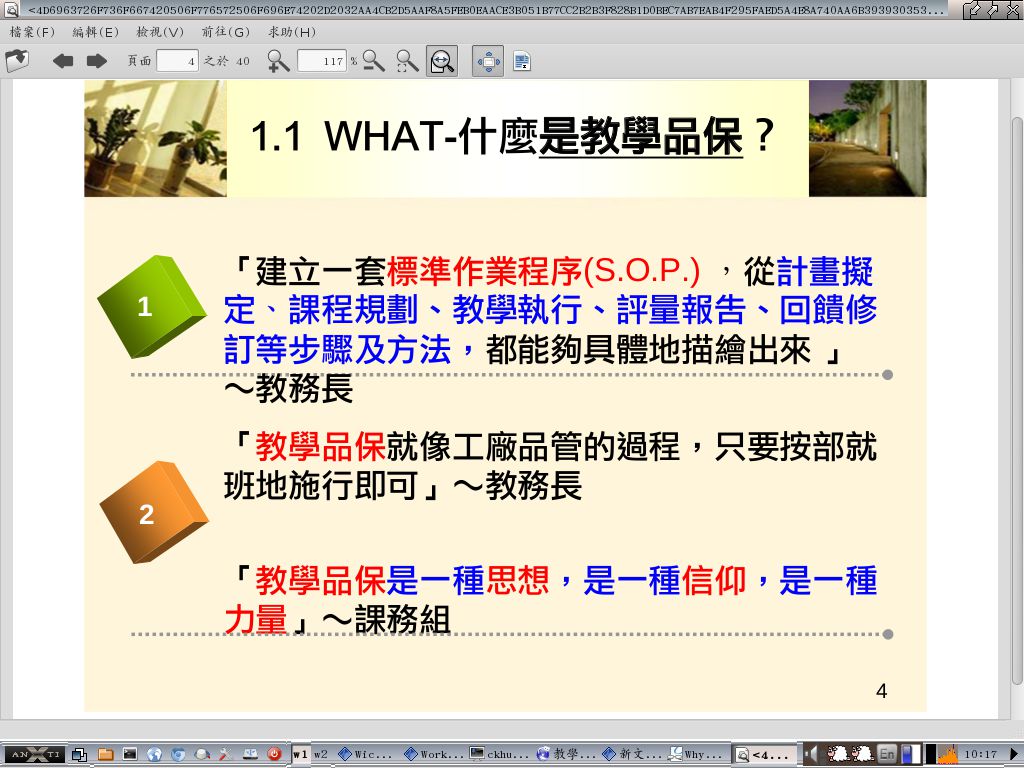 <4D6963726F736F667420506F776572506F696E74202D2032AA4CB2D5AAF8A5FEB0EAACE3B051B77CC2B2B3F828B1D0BEC7AB7EAB4F295FAED5A4E8A740AA6B393930353...
檔案(F) 編輯(E) 檢視(V) 前往(G) 求助(H)
頁面 4 之於 40 117 %
1.1 WHAT-什麼是教學品保？
1
「建立一套標準作業程序(S.O.P.) ，從計畫擬
定、課程規劃、教學執行、評量報告、回饋修
訂等步驟及方法，都能夠具體地描繪出來 」
～教務長
2
「教學品保就像工廠品管的過程，只要按部就
班地施行即可」～教務長
「教學品保是一種思想，是一種信仰，是一種
力量」～課務組
4
ANXTI w1 w2 Wic... Work... ckhu... 教學... 新文... Why... <4... En 10:17